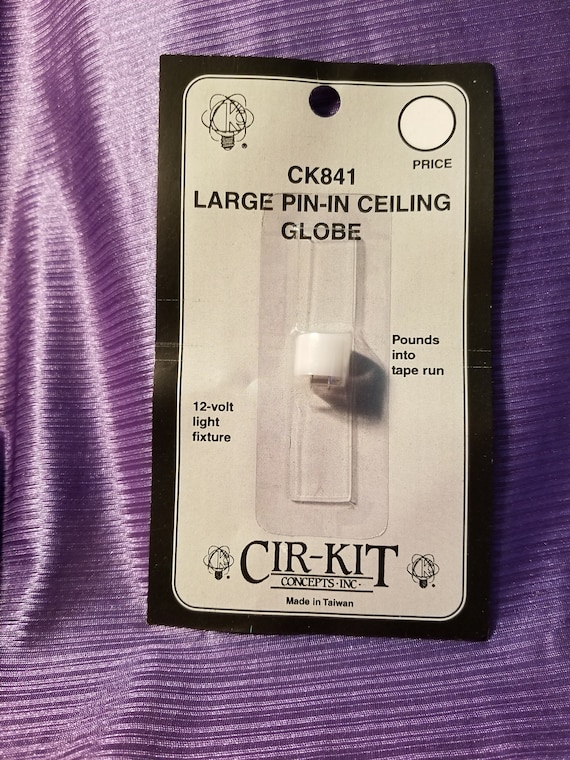 ®
PRICE
CK841
LARGE PIN-IN CEILING
GLOBE
Pounds
into
tape run
12-volt
light
fixture
CIR-KIT
CONCEPTS·INC·
® ®
Made in Taiwan